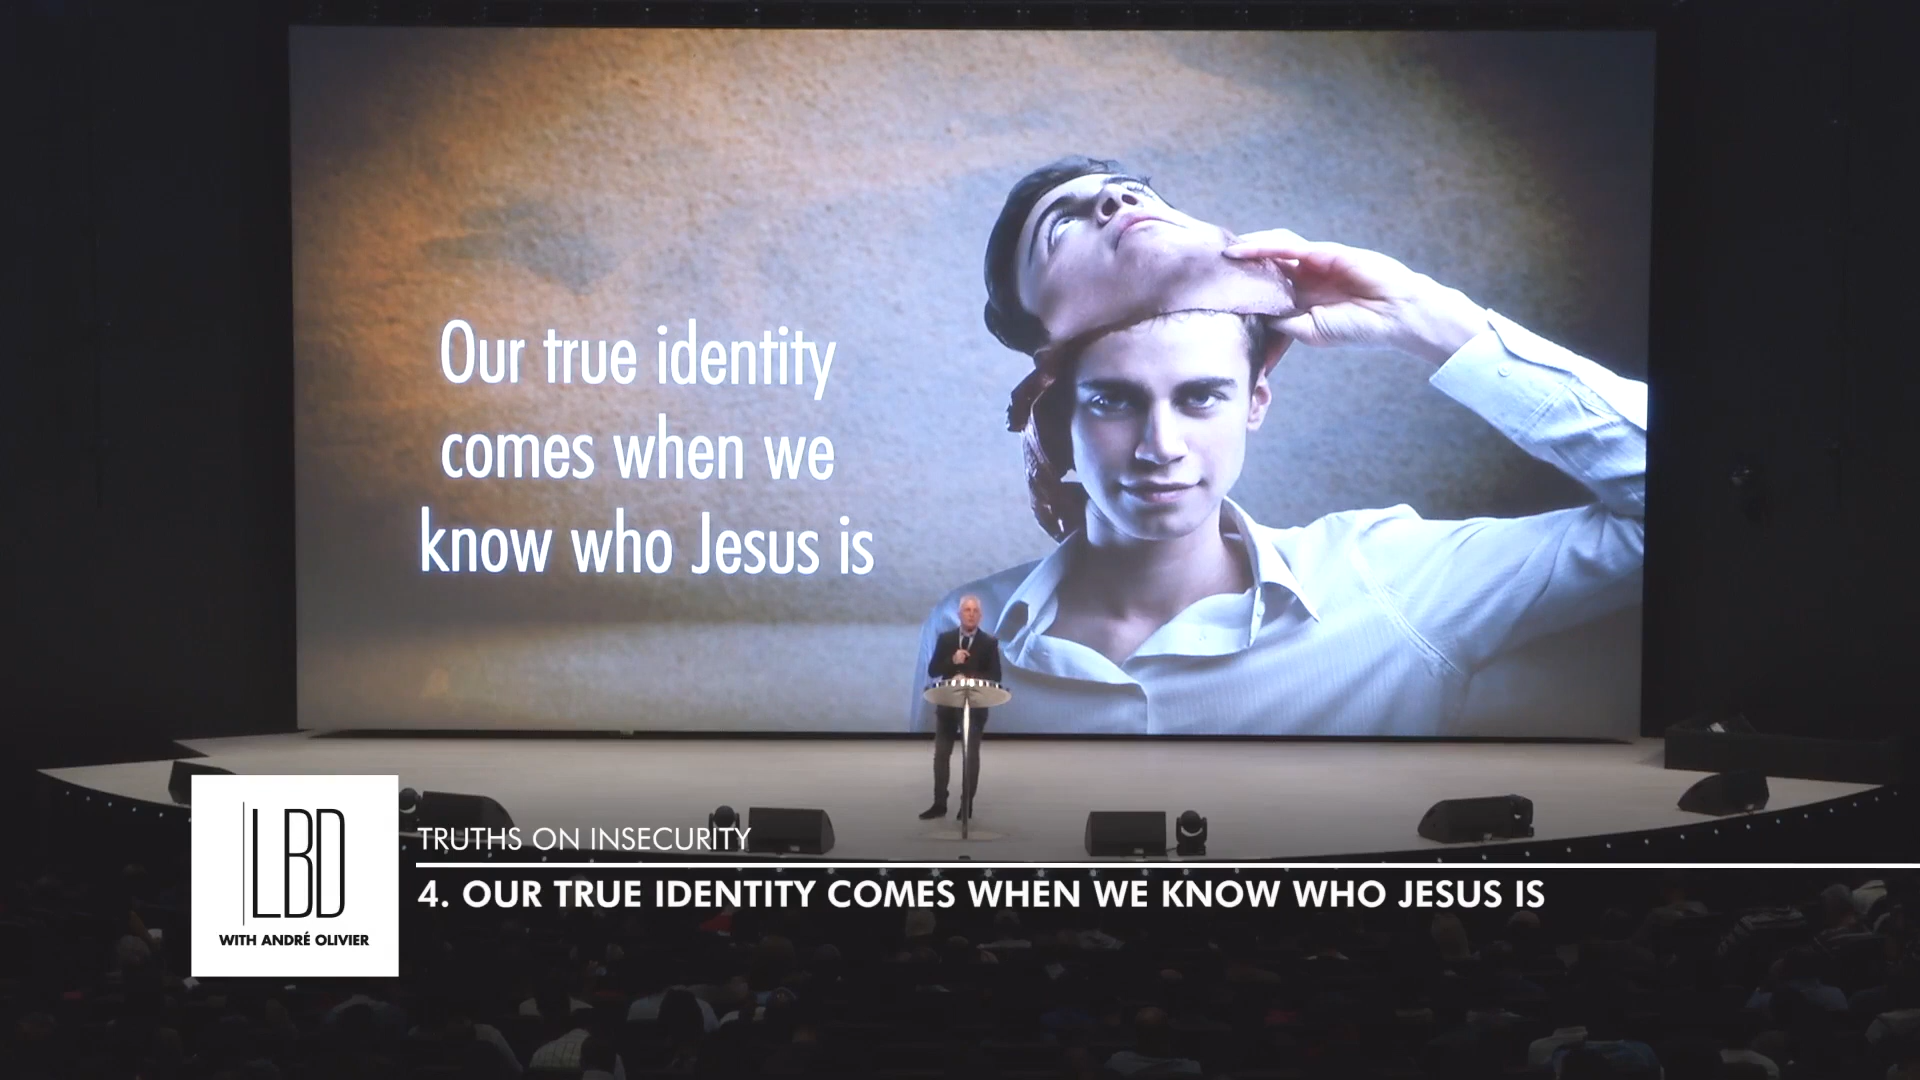 Our true identity
comes when we
know who Jesus is
LBD
WITH ANDRÉ OLIVIER
TRUTHS ON INSECURITY
4. OUR TRUE IDENTITY COMES WHEN WE KNOW WHO JESUS IS